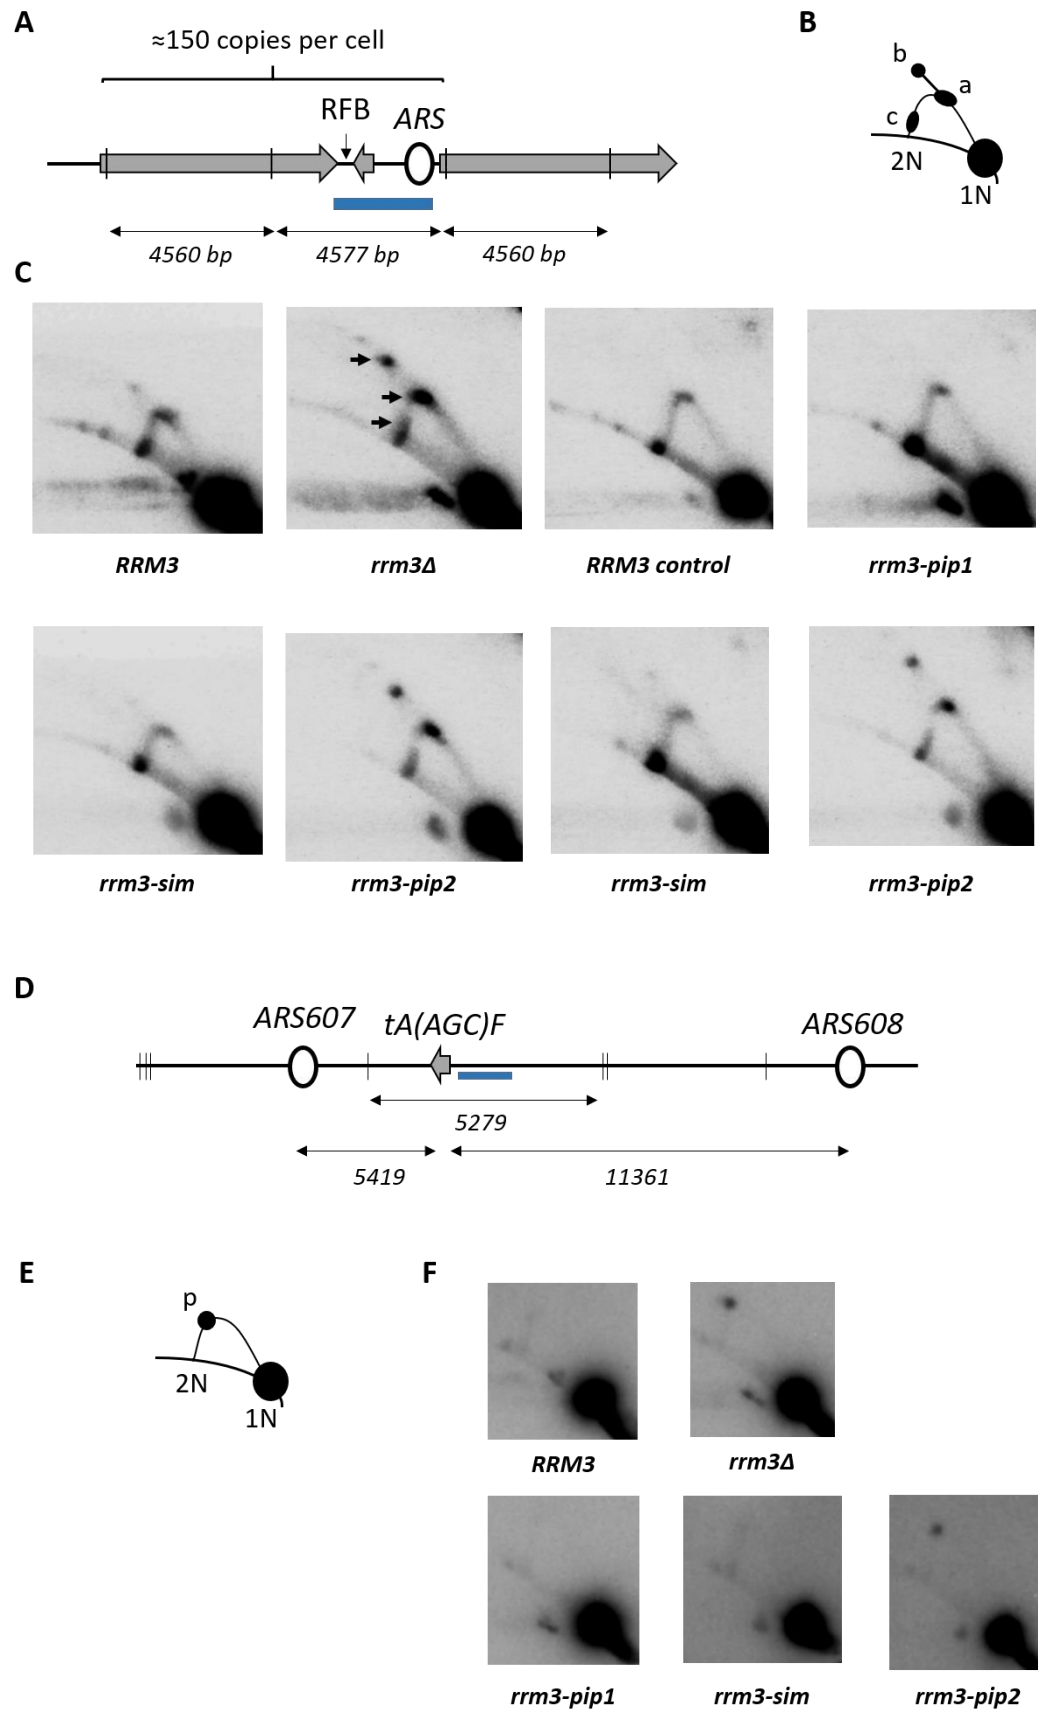 A
≈150 copies per cell
RFB
ARS
4560 bp
4577 bp
4560 bp
B
b
a
c
2N
1N
C
RRM3
rrm3Δ
RRM3 control
rrm3-pip1
rrm3-sim
rrm3-pip2
rrm3-sim
rrm3-pip2
D
ARS607
tA(AGC)F
ARS608
5279
5419
11361
E
p
2N
1N
F
RRM3
rrm3Δ
rrm3-pip1
rrm3-sim
rrm3-pip2